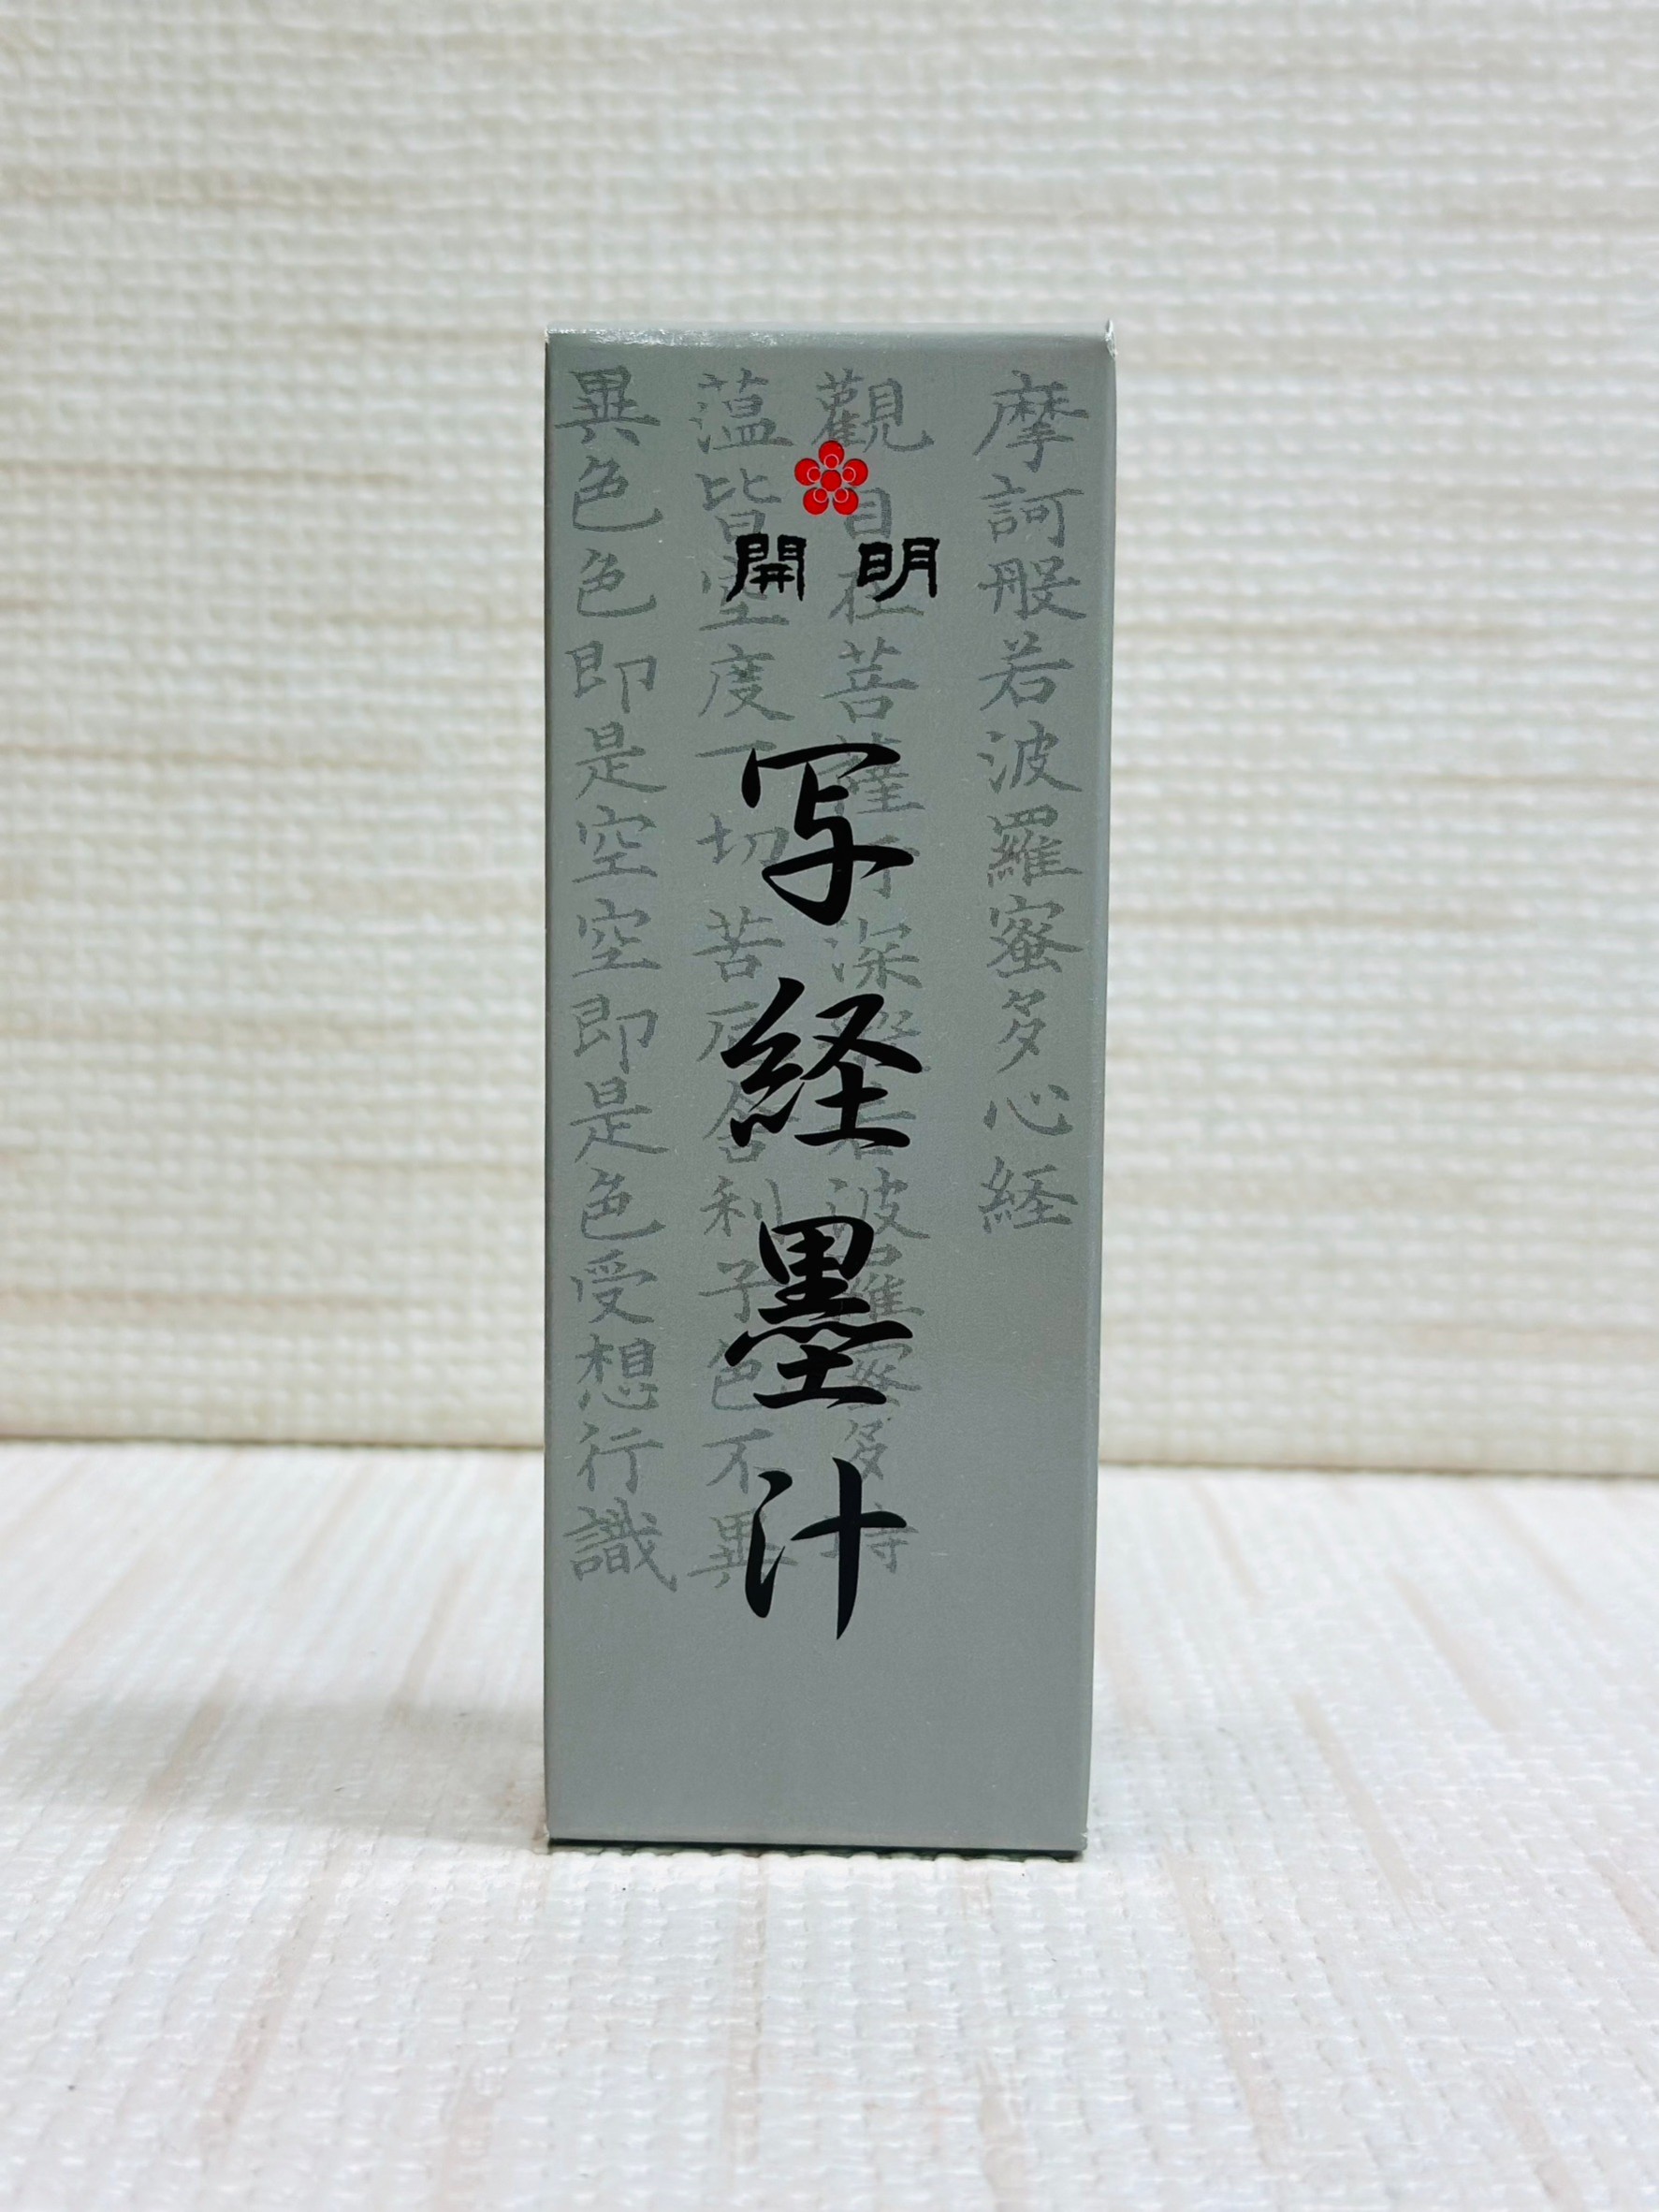 開明
写経墨汁
摩訶般若波羅蜜多心経
觀自在菩薩行深般若波羅蜜多時
蕴皆空度一切苦厄舎利子色不異
異色色即是空空即是色受想行識